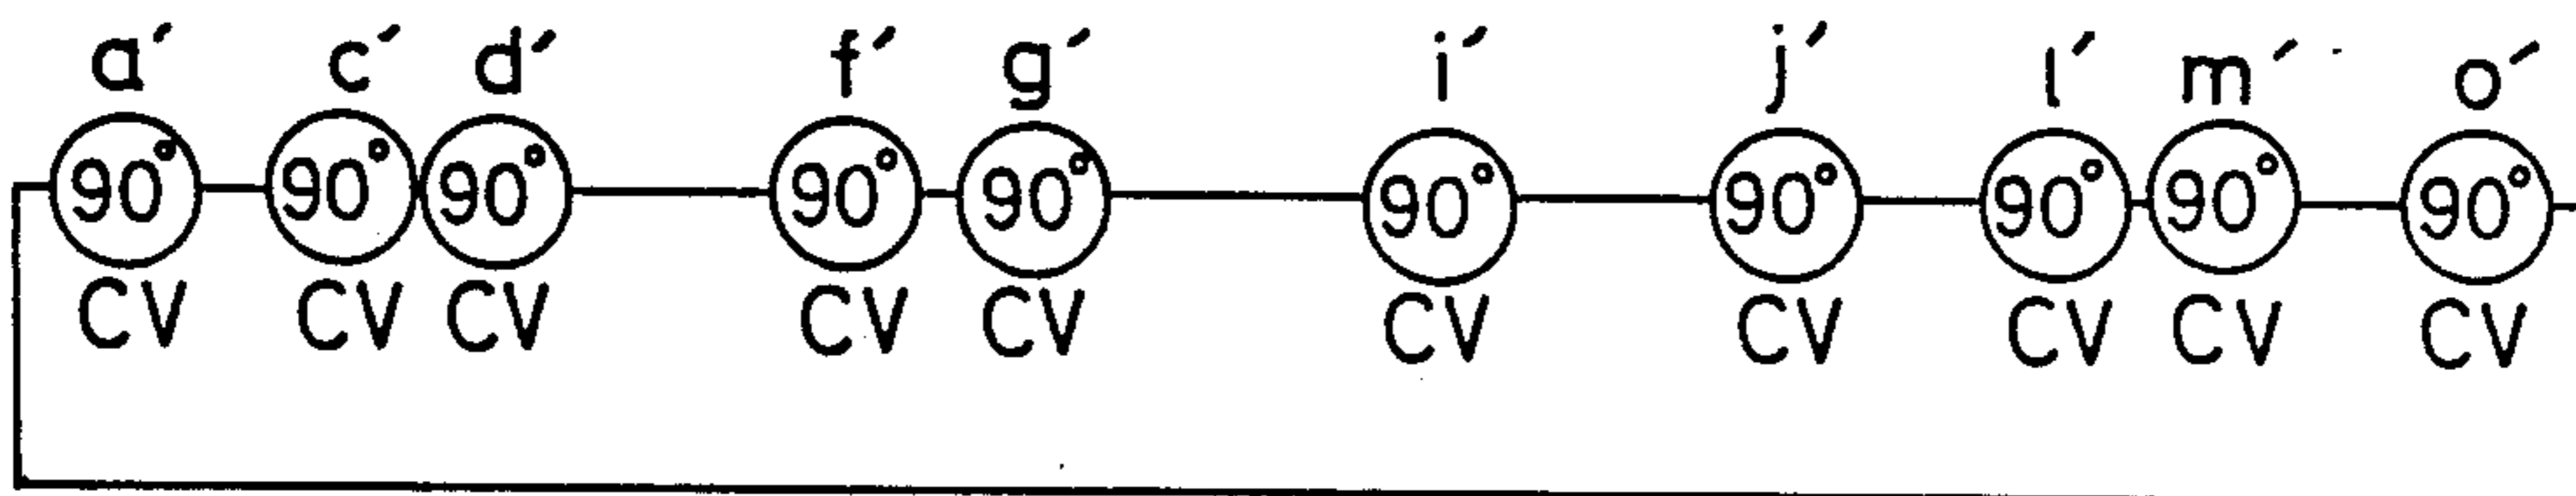 a′ c′ d′ f′ g′ i′ j′ l′ m′ o′
90° 90° 90° 90° 90° 90° 90° 90° 90° 90°
CV CV CV CV CV CV CV CV CV CV